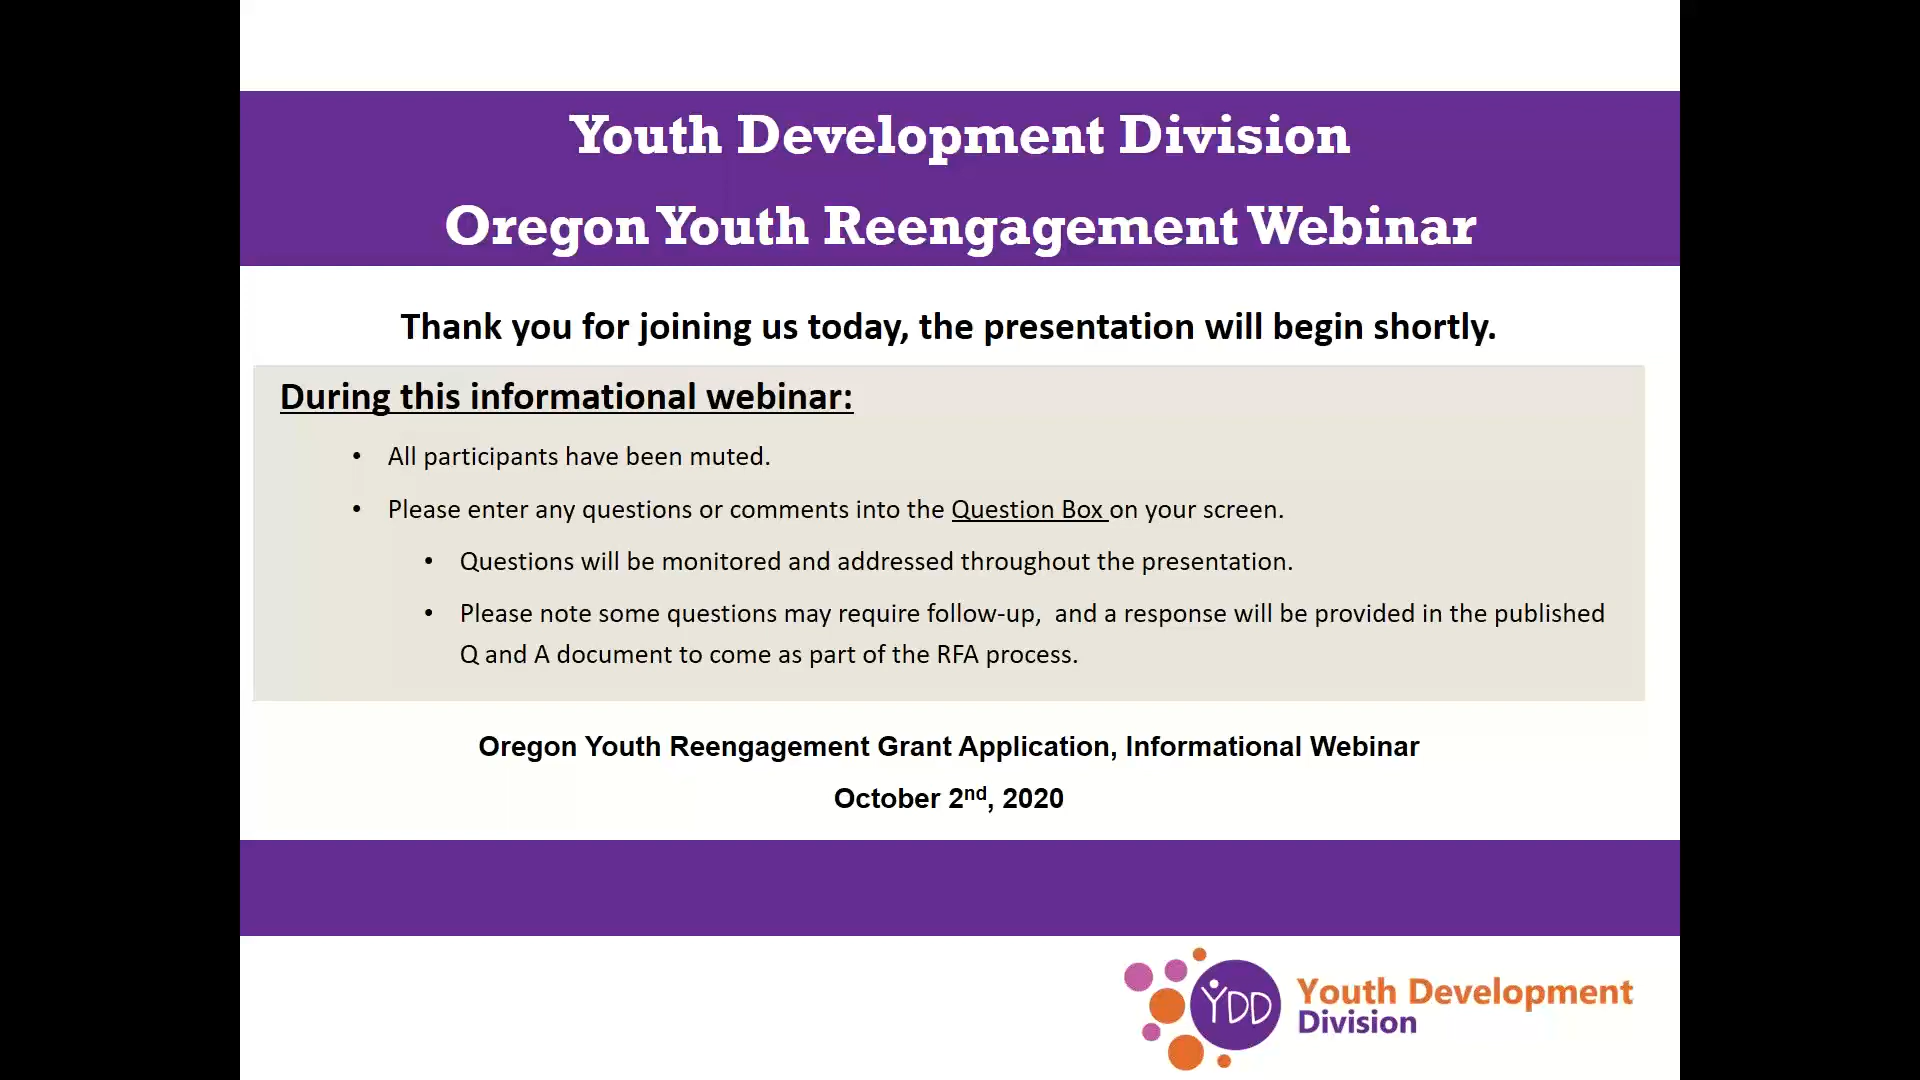 Youth Development Division
Oregon Youth Reengagement Webinar
Thank you for joining us today, the presentation will begin shortly.
During this informational webinar:
• All participants have been muted.
• Please enter any questions or comments into the Question Box on your screen.
• Questions will be monitored and addressed throughout the presentation.
• Please note some questions may require follow-up,  and a response will be provided in the published
Q and A document to come as part of the RFA process.
Oregon Youth Reengagement Grant Application, Informational Webinar
October 2nd, 2020
YDD
Youth Development
Division